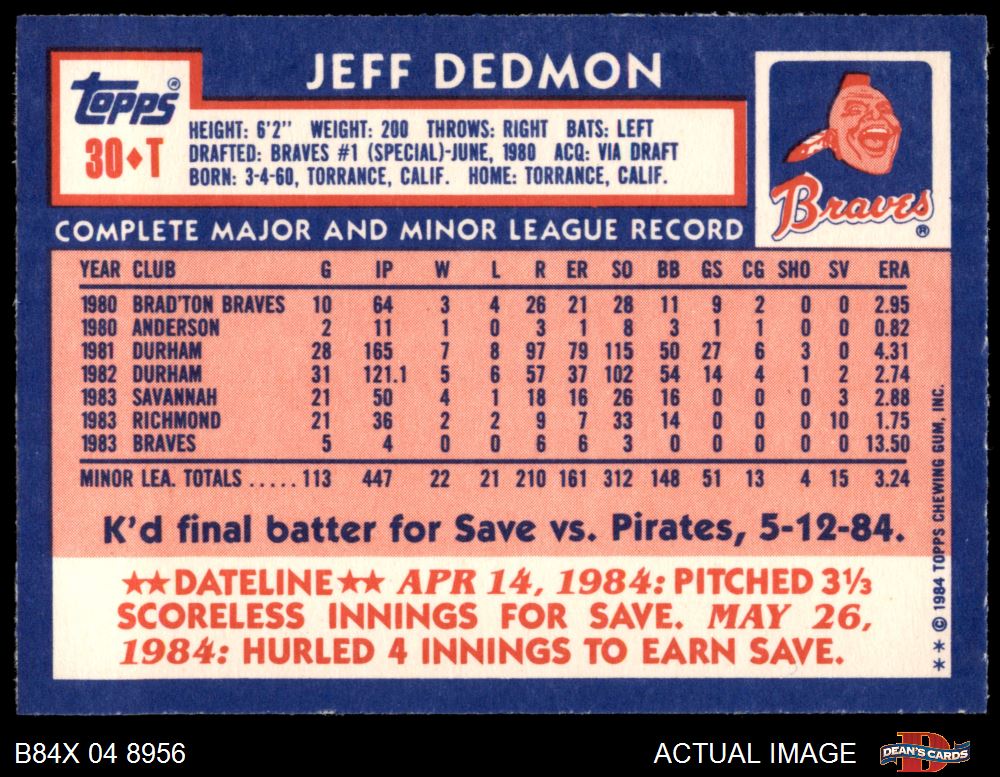 JEFF DEDMON
Topps®
30♦T
HEIGHT: 6'2" WEIGHT: 200 THROWS: RIGHT BATS: LEFT
DRAFTED: BRAVES #1 (SPECIAL)-JUNE, 1980 ACQ: VIA DRAFT
BORN: 3-4-60, TORRANCE, CALIF. HOME: TORRANCE, CALIF.
Braves®
COMPLETE MAJOR AND MINOR LEAGUE RECORD
YEAR CLUB G IP W L R ER SO BB GS CG SHO SV ERA
1980 BRAD'TON BRAVES 10 64 3 4 26 21 28 11 9 2 0 0 2.95
1980 ANDERSON 2 11 1 0 3 1 8 3 1 1 0 0 0.82
1981 DURHAM 28 165 7 8 97 79 115 50 27 6 3 0 4.31
1982 DURHAM 31 121.1 5 6 57 37 102 54 14 4 1 2 2.74
1983 SAVANNAH 21 50 4 1 18 16 26 16 0 0 0 3 2.88
1983 RICHMOND 21 36 2 2 9 7 33 14 0 0 0 10 1.75
1983 BRAVES 5 4 0 0 6 6 3 0 0 0 0 0 13.50
MINOR LEA. TOTALS ..... 113 447 22 21 210 161 312 148 51 13 4 15 3.24
K'd final batter for Save vs. Pirates, 5-12-84.
★★DATELINE★★ APR 14, 1984: PITCHED 3⅓
SCORELESS INNINGS FOR SAVE. MAY 26,
1984: HURLED 4 INNINGS TO EARN SAVE.
** © 1984 TOPPS CHEWING GUM, INC.
B84X 04 8956
ACTUAL IMAGE
DEAN'S CARDS